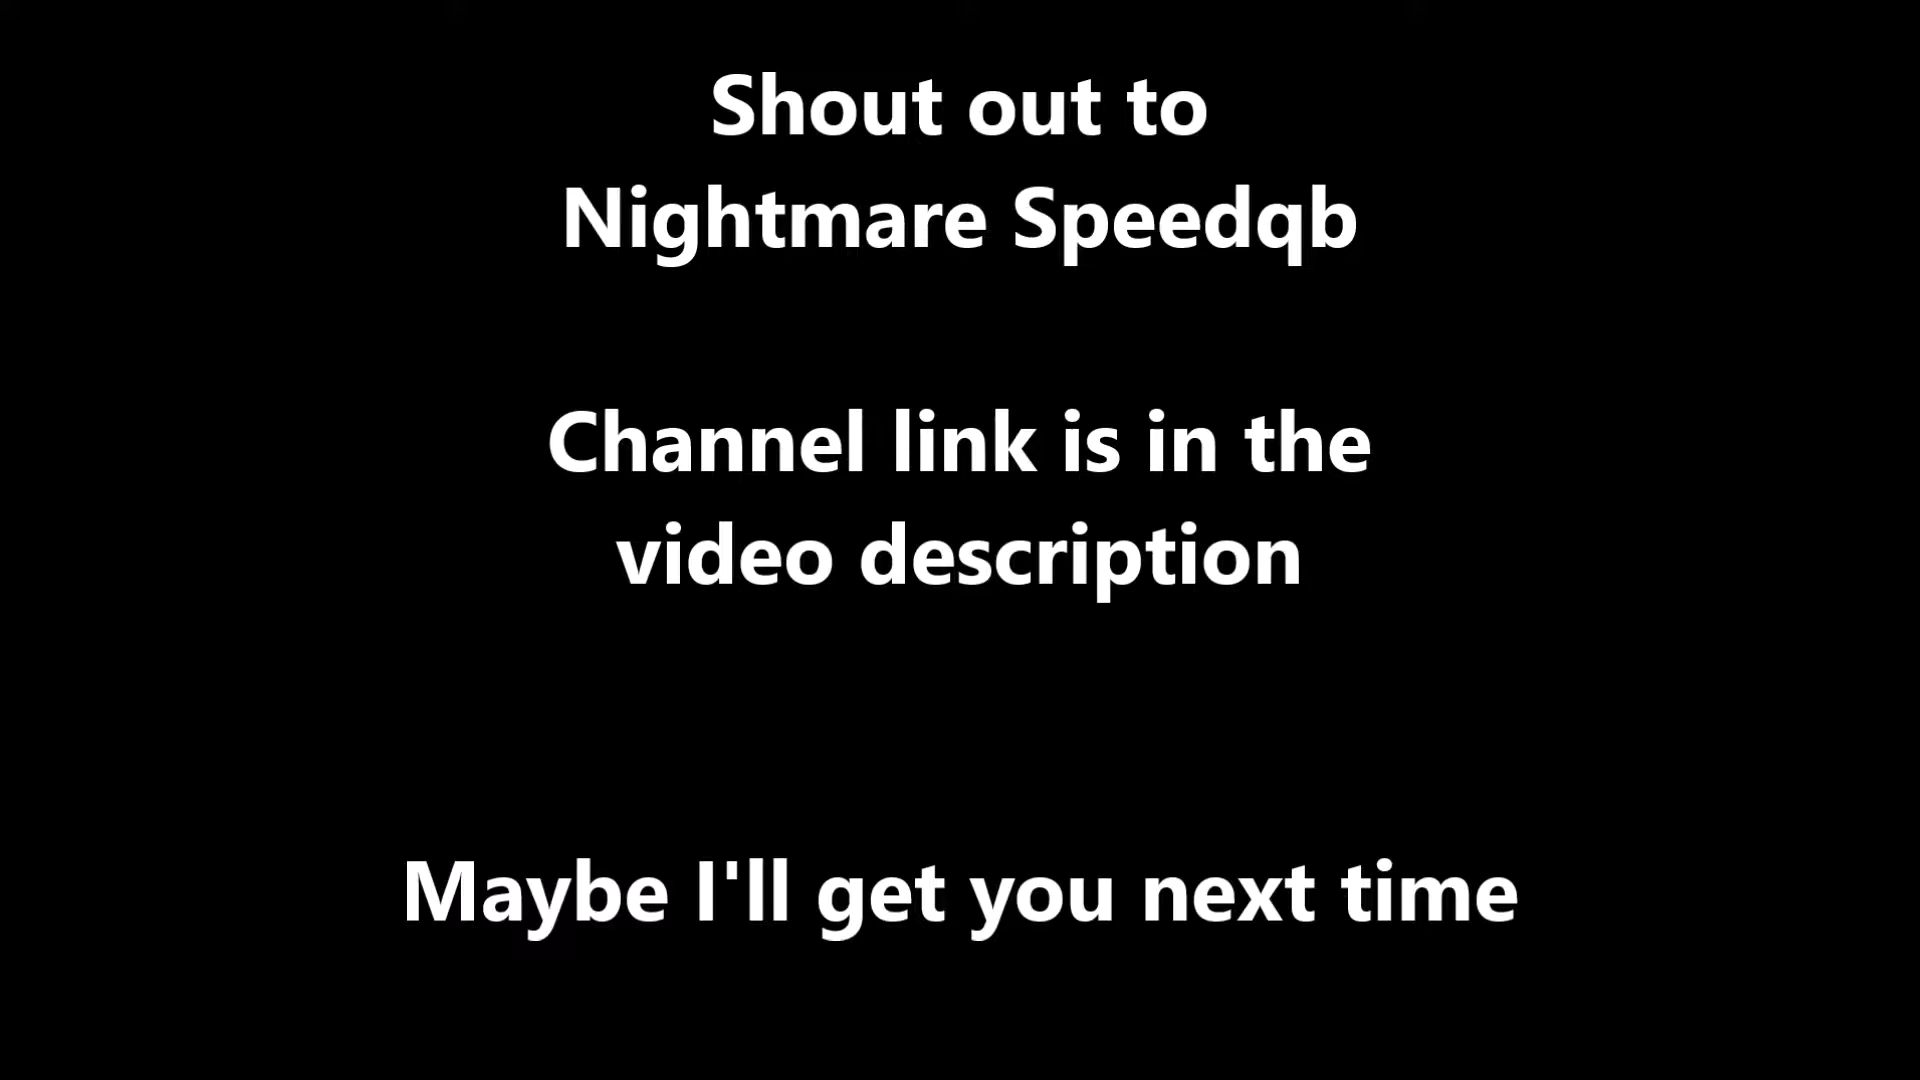 Shout out to
Nightmare Speedqb
Channel link is in the
video description
Maybe I'll get you next time